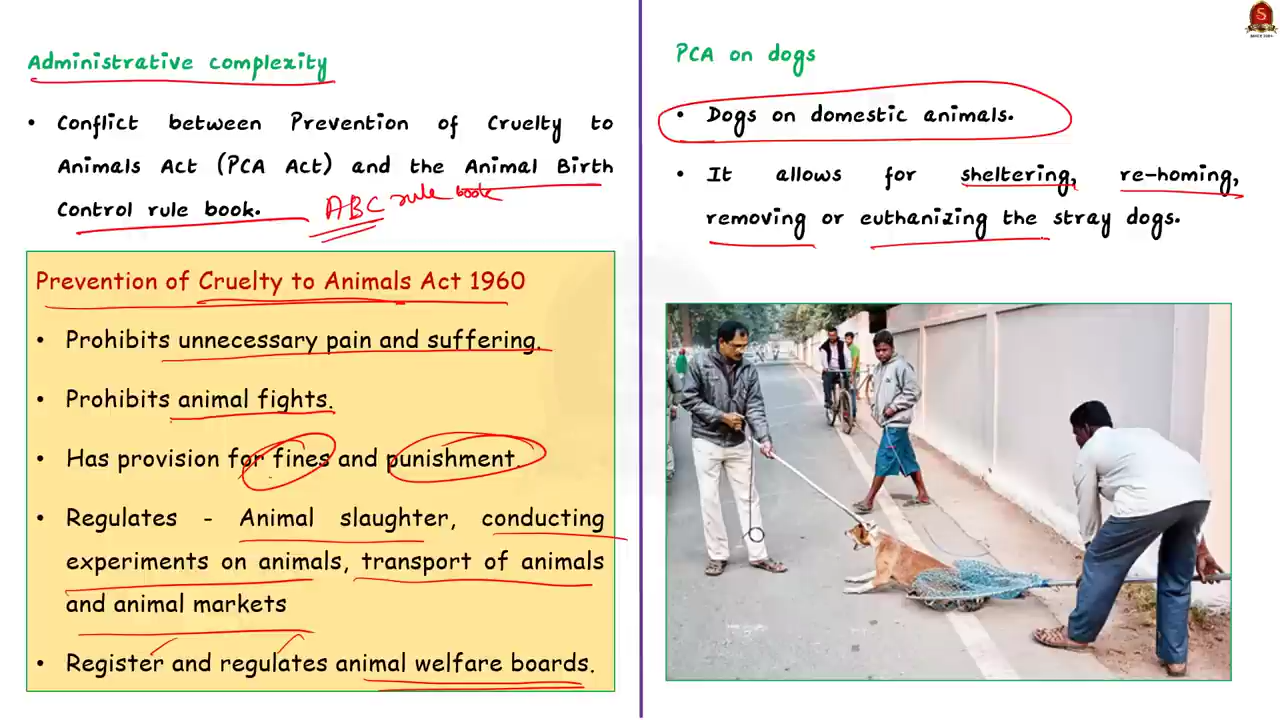 Administrative complexity
• Conflict between Prevention of Cruelty to
Animals Act (PCA Act) and the Animal Birth
Control rule book.
ABC rule book
Prevention of Cruelty to Animals Act 1960
• Prohibits unnecessary pain and suffering.
• Prohibits animal fights.
• Has provision for fines and punishment.
• Regulates - Animal slaughter, conducting
experiments on animals, transport of animals
and animal markets
• Register and regulates animal welfare boards.
PCA on dogs
• Dogs on domestic animals.
• It allows for sheltering, re-homing,
removing or euthanizing the stray dogs.
S